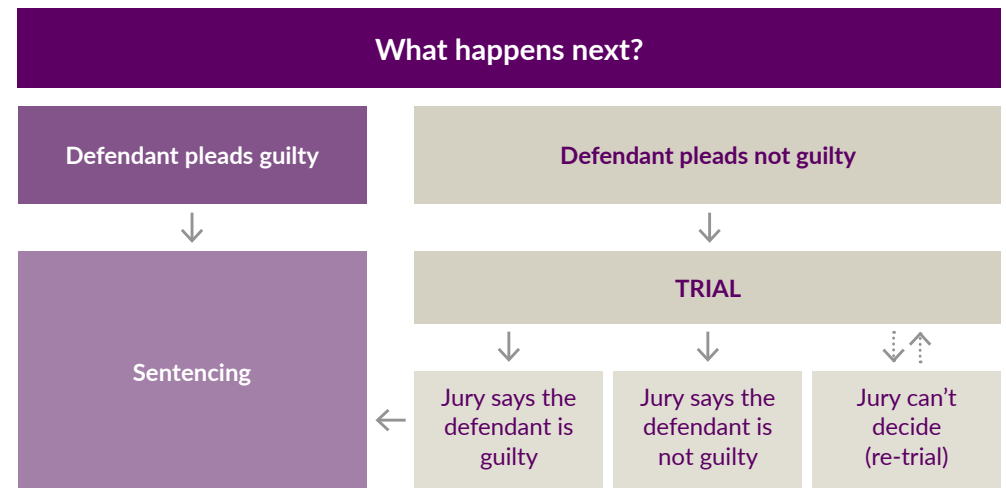 What happens next?
Defendant pleads guilty
Defendant pleads not guilty
TRIAL
Sentencing
Jury says the
defendant is
guilty
Jury says the
defendant is
not guilty
Jury can’t
decide
(re-trial)